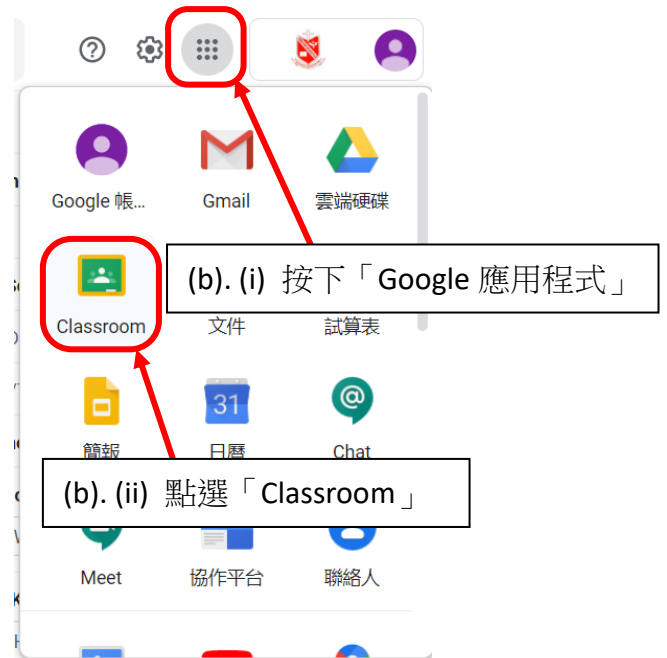 Google 帳...
Gmail
雲端硬碟
(b). (i) 按下「Google 應用程式」
Classroom
文件
試算表
31
簡報
日曆
Chat
(b). (ii) 點選「Classroom」
Meet
協作平台
聯絡人